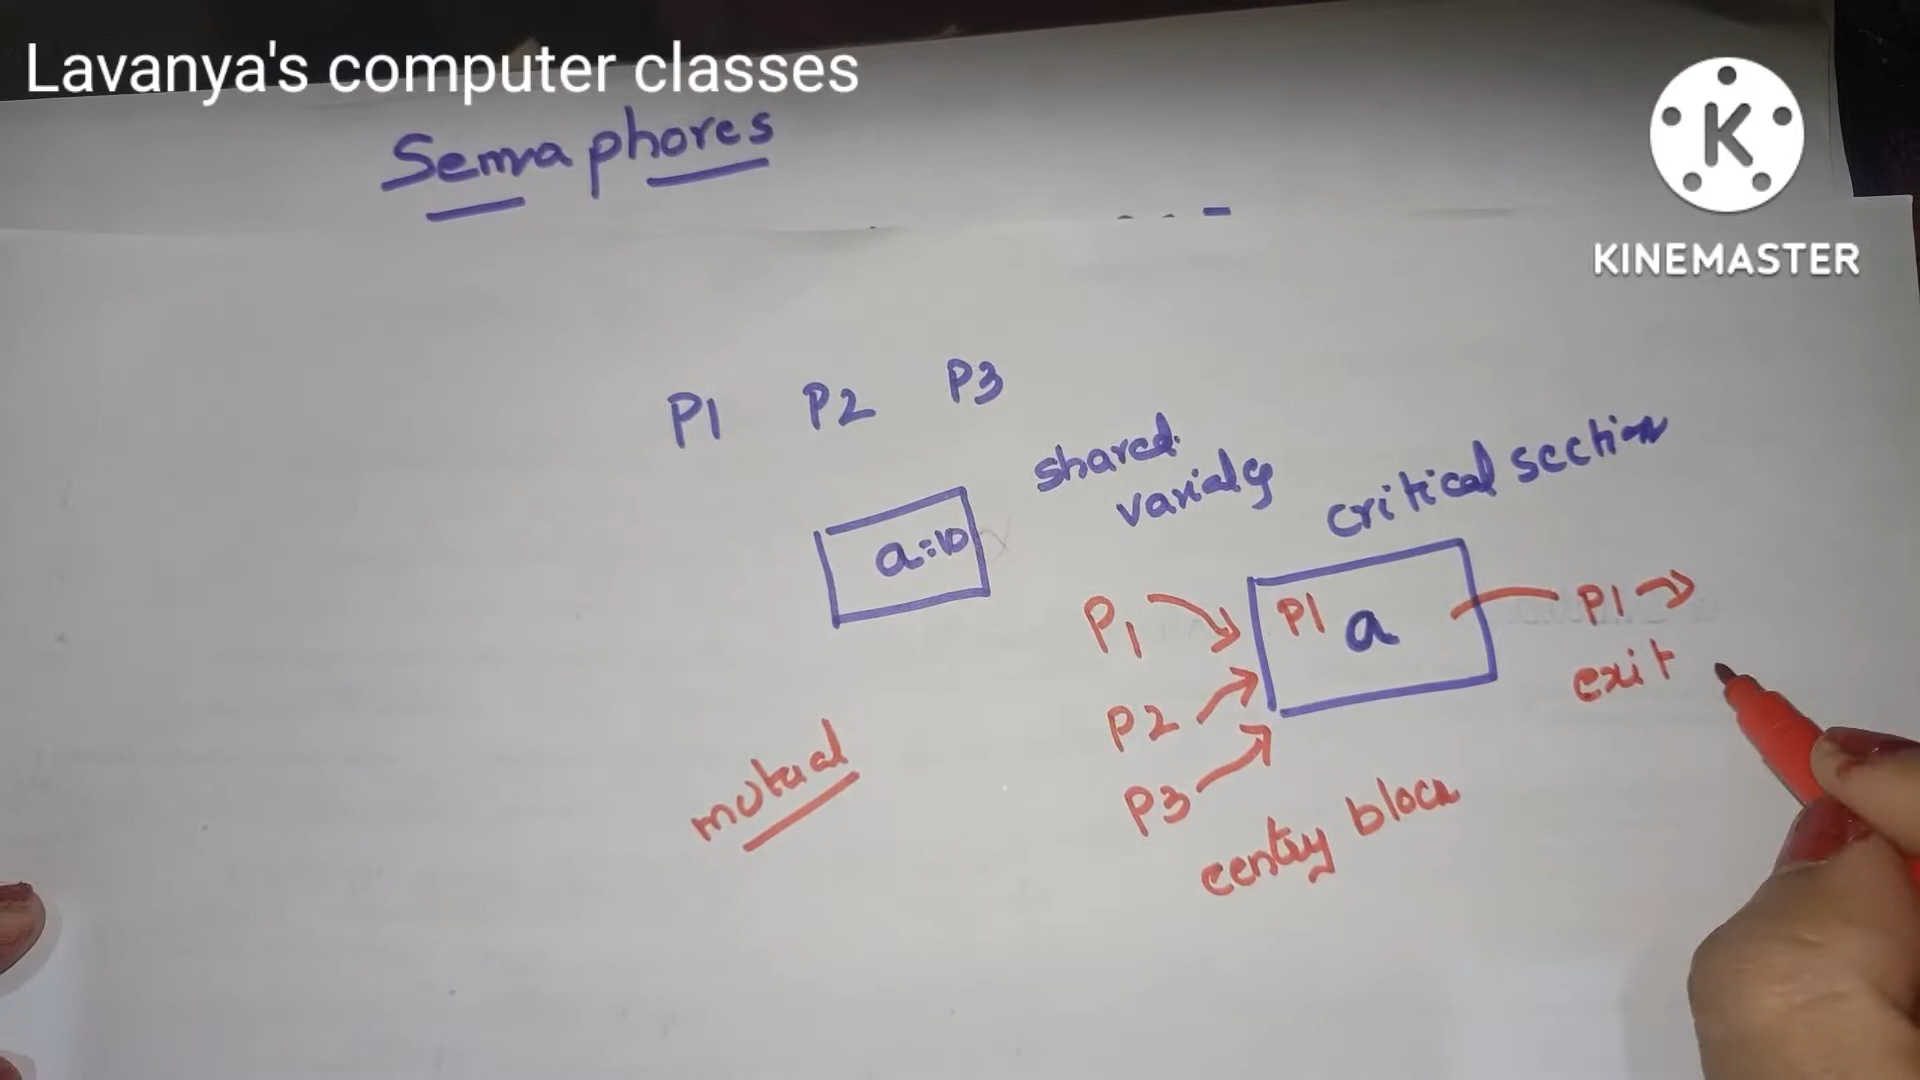 Lavanya's computer classes
KINEMASTER
Semaphores
P1 P2 P3
shared
critical section
a=10
P1 P1 a P1
exit
P2
P3
mutual
entry block